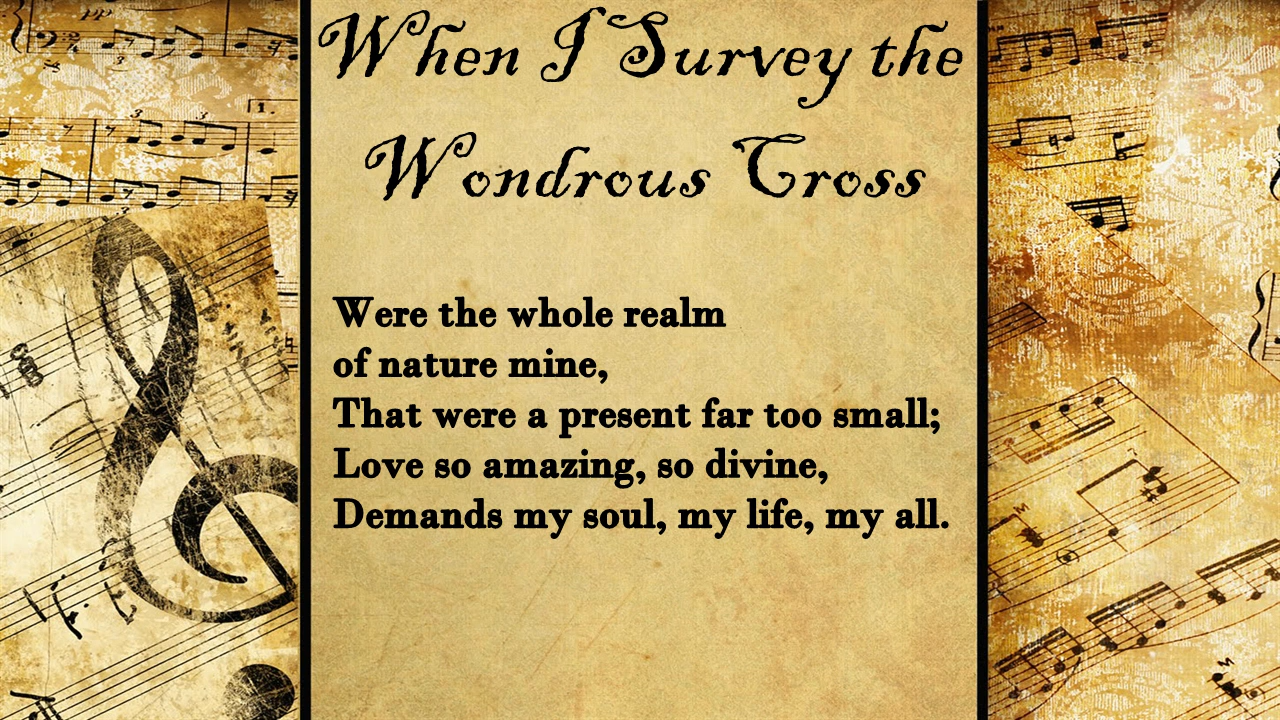 When I Survey the
Wondrous Cross
Were the whole realm
of nature mine,
That were a present far too small;
Love so amazing, so divine,
Demands my soul, my life, my all.